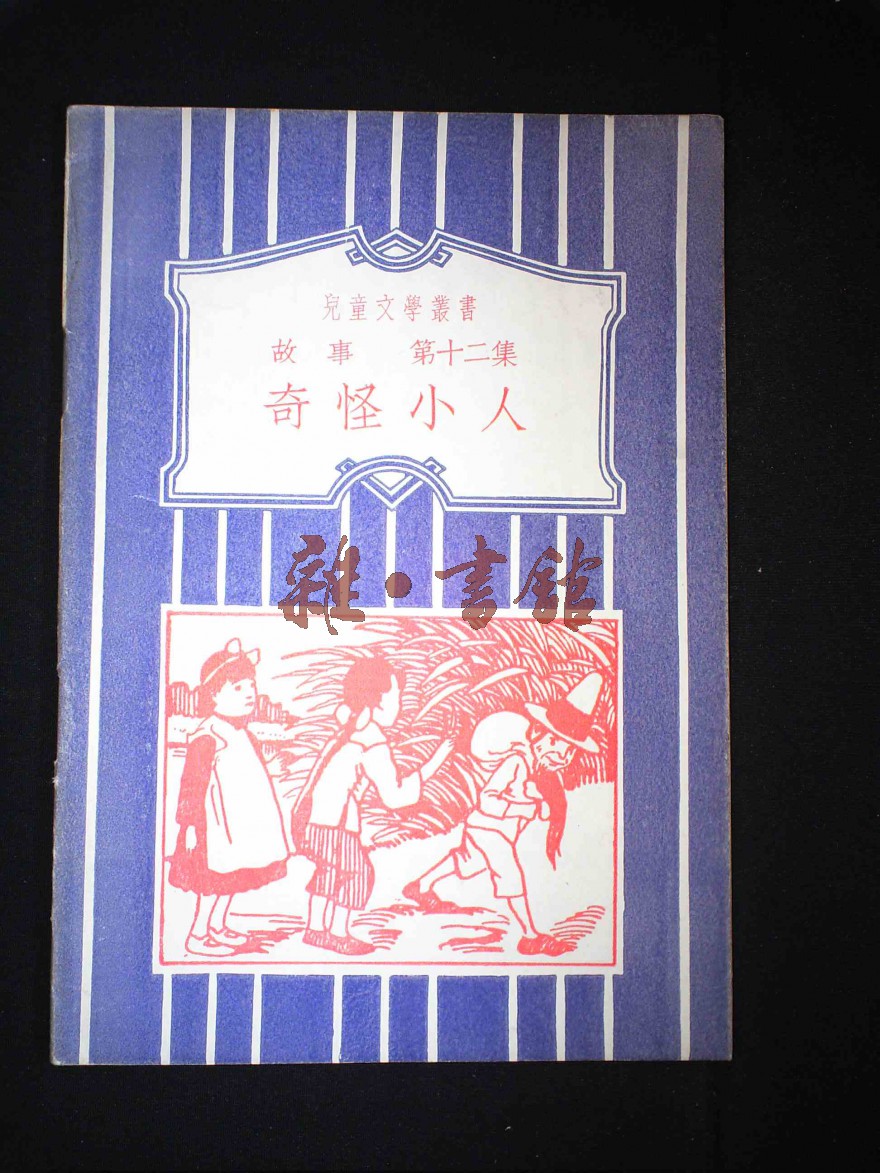 兒童文學叢書
故事 第十二集
奇怪小人
雜·書館